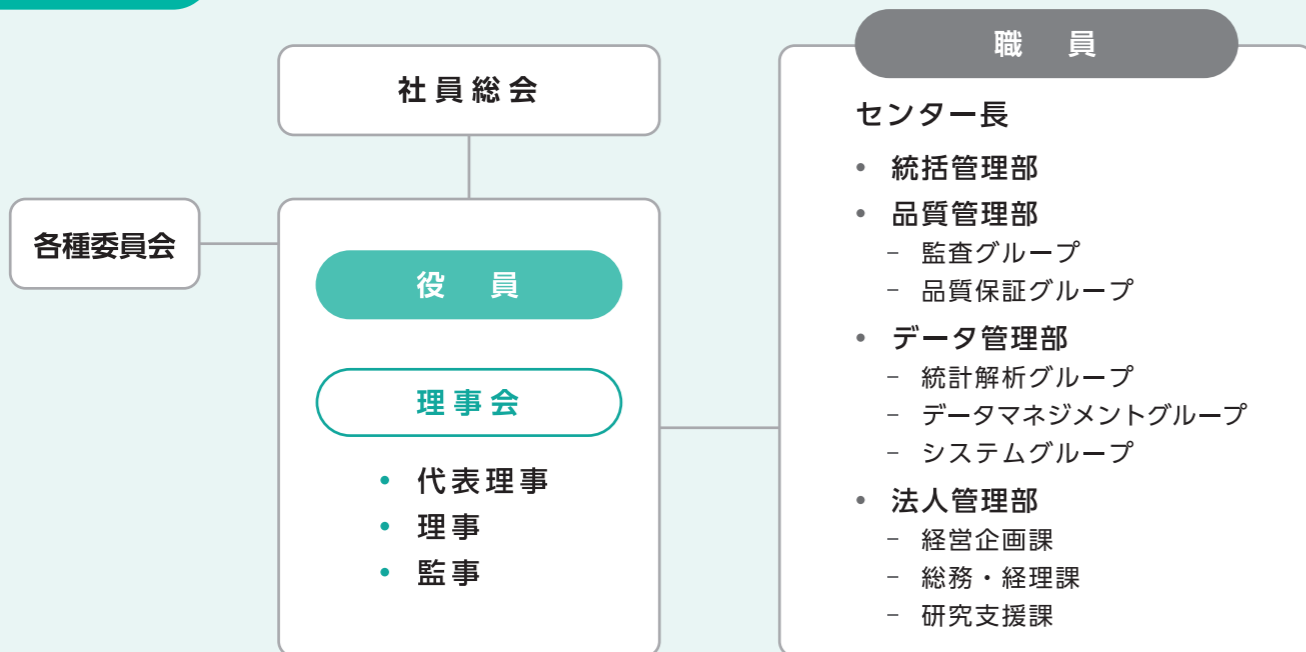 社員総会
各種委員会
役 員
理事会
• 代表理事
• 理事
• 監事
職 員
センター長
• 統括管理部
• 品質管理部
− 監査グループ
− 品質保証グループ
• データ管理部
− 統計解析グループ
− データマネジメントグループ
− システムグループ
• 法人管理部
− 経営企画課
− 総務・経理課
− 研究支援課